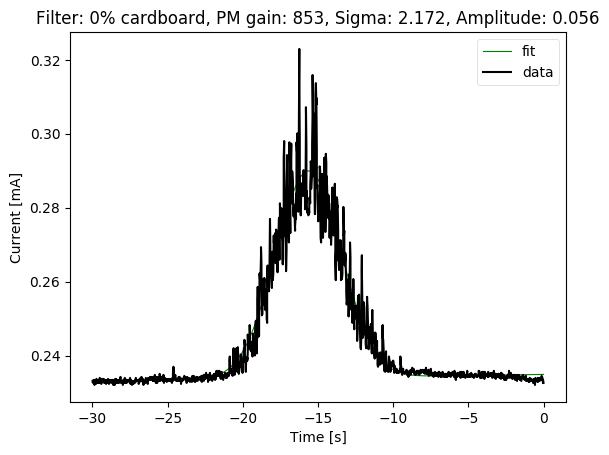 Filter: 0% cardboard, PM gain: 853, Sigma: 2.172, Amplitude: 0.056
fit
data
0.32
0.30
0.28
0.26
0.24
Current [mA]
−30 −25 −20 −15 −10 −5 0
Time [s]